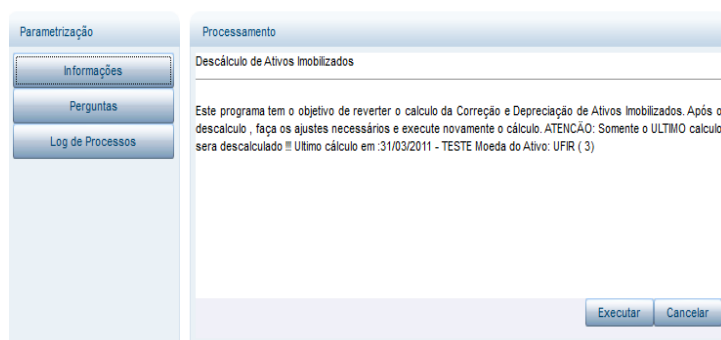 Parametrização
Informações
Perguntas
Log de Processos
Processamento
Descálculo de Ativos Imobilizados
Este programa tem o objetivo de reverter o calculo da Correção e Depreciação de Ativos Imobilizados. Após o
descalculo , faça os ajustes necessários e execute novamente o cálculo. ATENCÃO: Somente o ULTIMO calculo
sera descalculado !!! Ultimo cálculo em :31/03/2011 - TESTE Moeda do Ativo: UFIR ( 3)
Executar
Cancelar